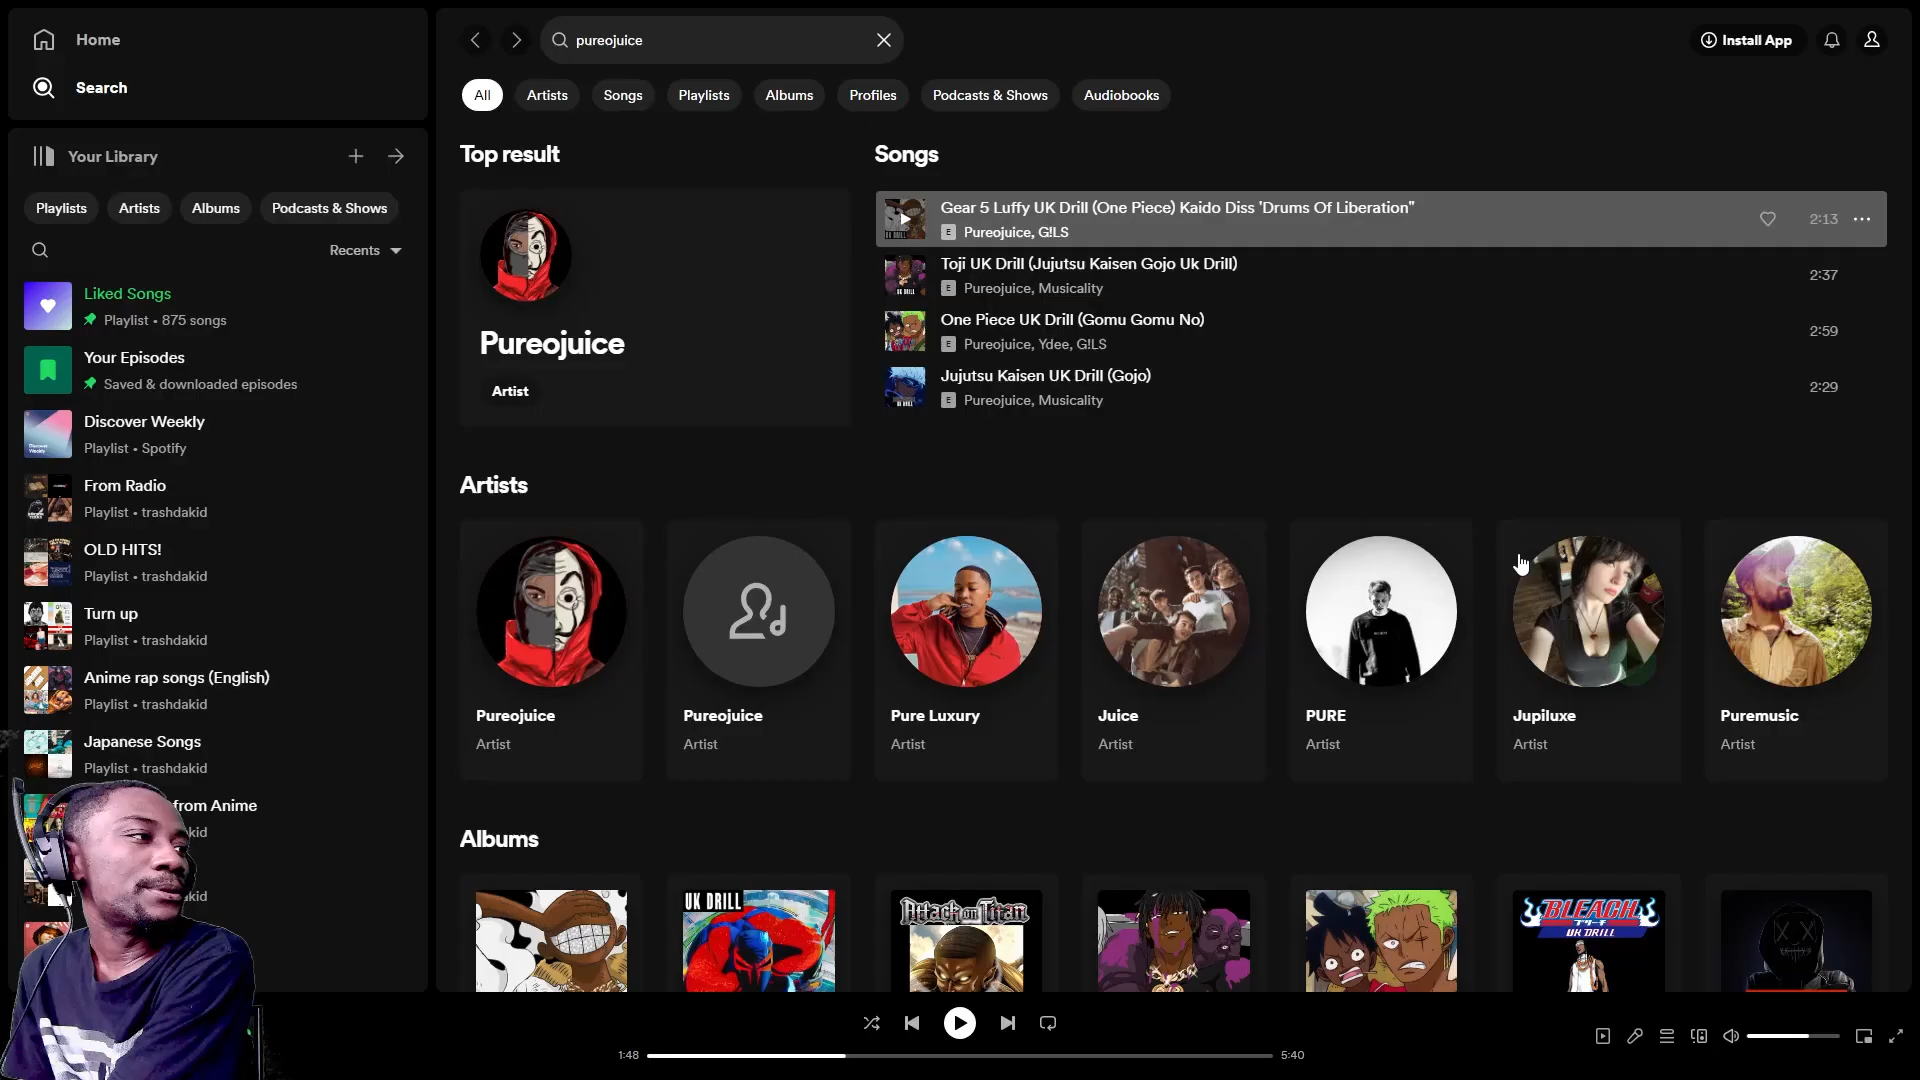 Home
Search
Your Library
Playlists
Artists
Albums
Podcasts & Shows
Recents
Liked Songs
Playlist • 875 songs
Your Episodes
Saved & downloaded episodes
Discover Weekly
Playlist • Spotify
From Radio
Playlist • trashdakid
OLD HITS!
Playlist • trashdakid
Turn up
Playlist • trashdakid
Anime rap songs (English)
Playlist • trashdakid
Japanese Songs
Playlist • trashdakid
from Anime
kid
kid
pureojuice
Install App
All
Artists
Songs
Playlists
Albums
Profiles
Podcasts & Shows
Audiobooks
Top result
Pureojuice
Artist
Songs
Gear 5 Luffy UK Drill (One Piece) Kaido Diss 'Drums Of Liberation"
E Pureojuice, G!LS
2:13
Toji UK Drill (Jujutsu Kaisen Gojo Uk Drill)
E Pureojuice, Musicality
2:37
One Piece UK Drill (Gomu Gomu No)
E Pureojuice, Ydee, G!LS
2:59
Jujutsu Kaisen UK Drill (Gojo)
E Pureojuice, Musicality
2:29
Artists
Pureojuice
Artist
Pureojuice
Artist
Pure Luxury
Artist
Juice
Artist
PURE
Artist
Jupiluxe
Artist
Puremusic
Artist
Albums
UK DRILL
Attack on Titan
BLEACH
UK DRILL
1:48
5:40